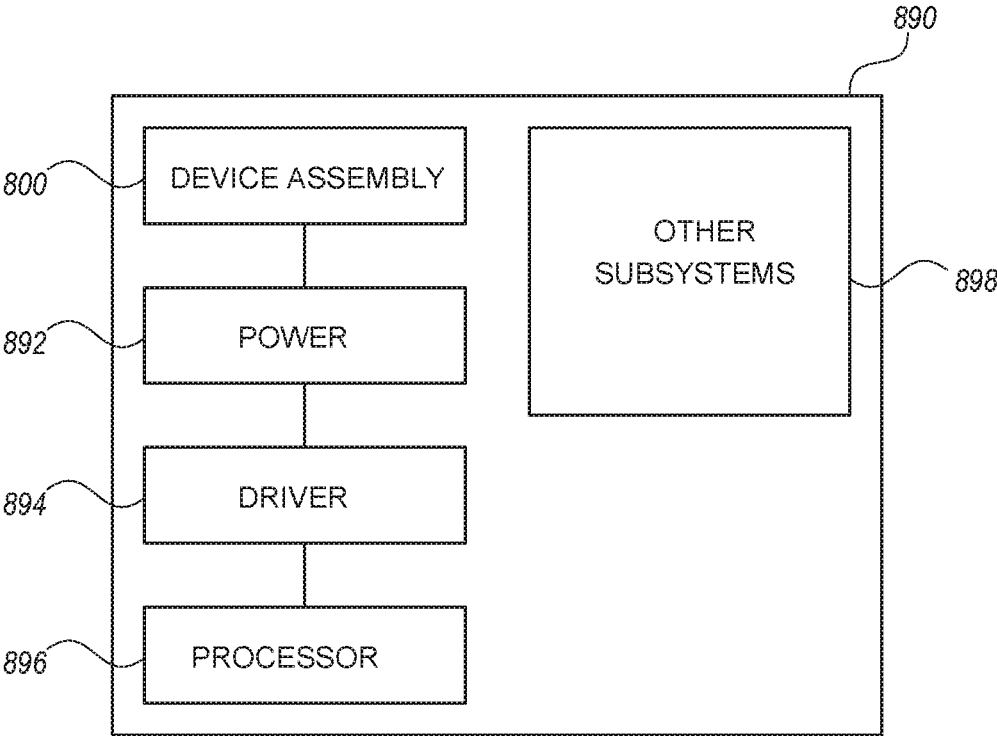 890
800
DEVICE ASSEMBLY
OTHER
SUBSYSTEMS
898
892
POWER
894
DRIVER
896
PROCESSOR